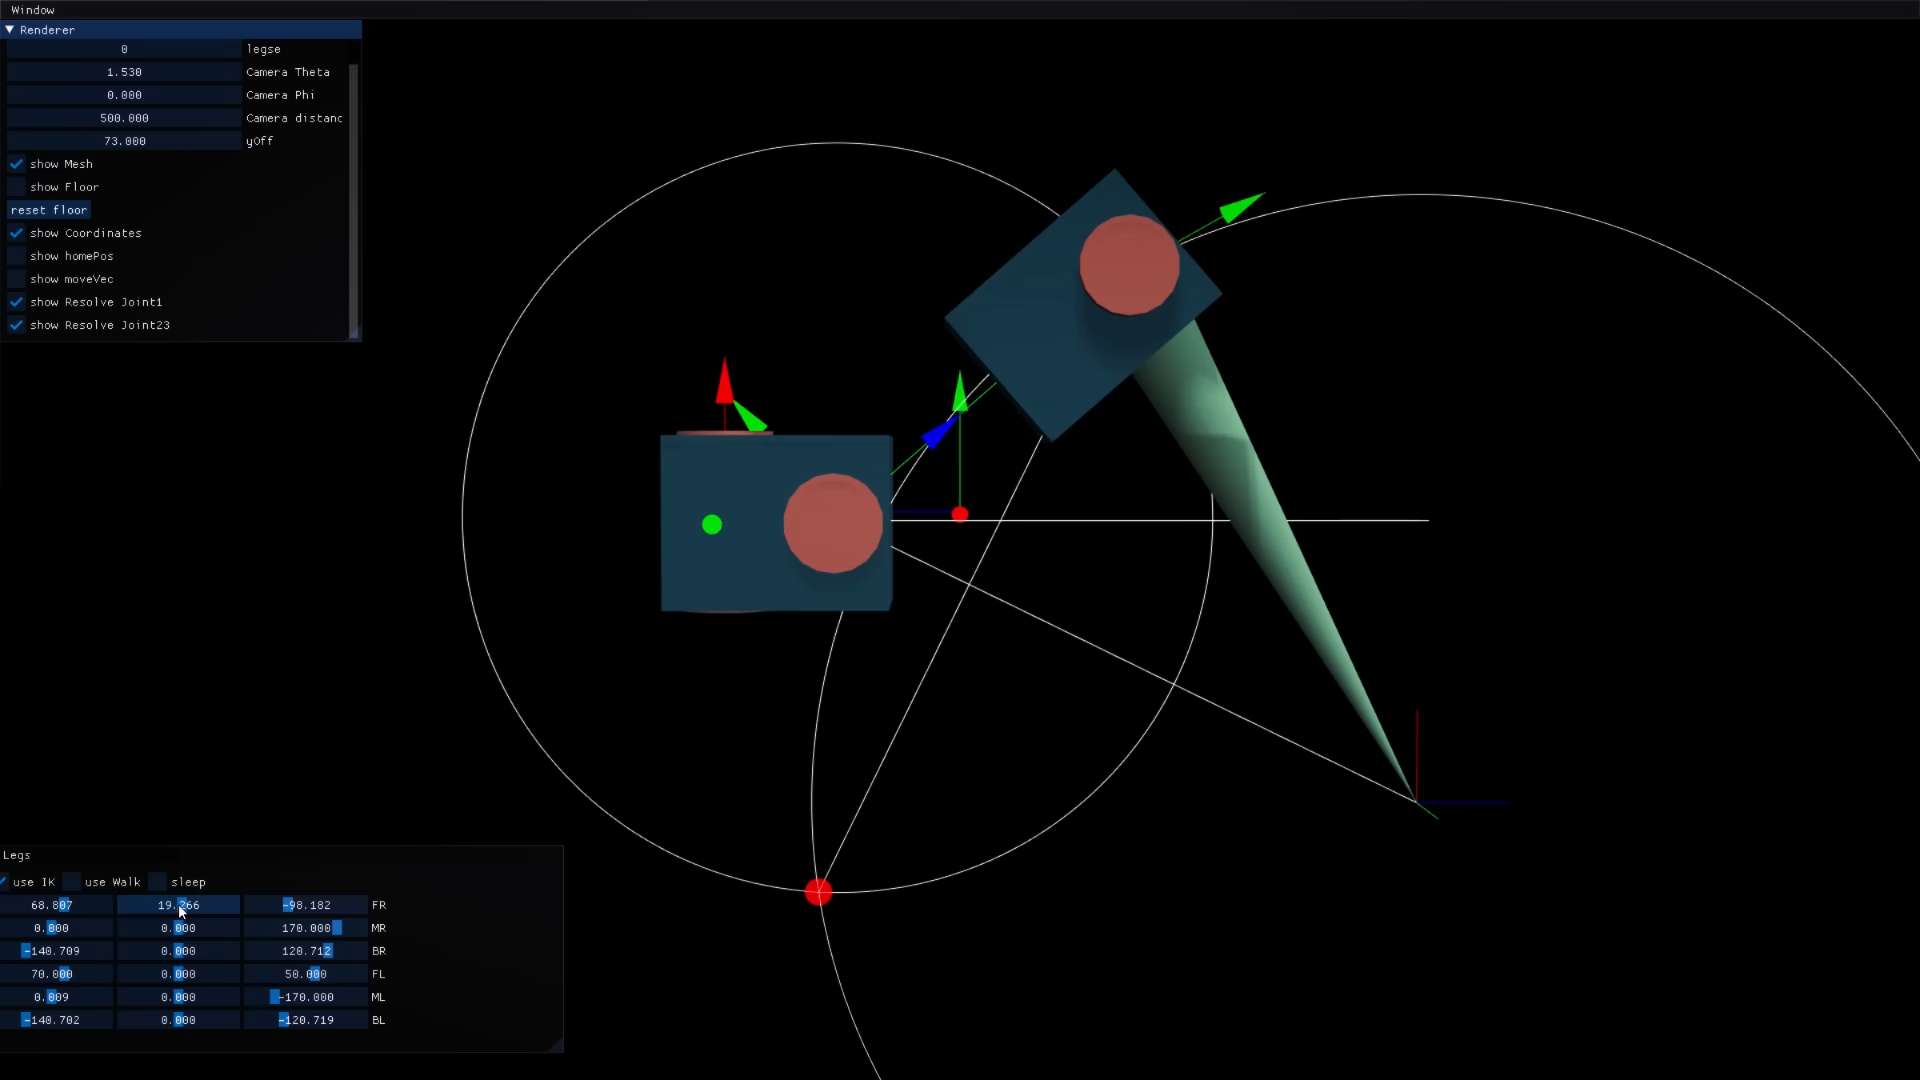 Window
Renderer
0 legse
1.530 Camera Theta
0.000 Camera Phi
500.000 Camera distanc
73.000 yOff
show Mesh
show Floor
reset floor
show Coordinates
show homePos
show moveVec
show Resolve Joint1
show Resolve Joint23
Legs
use IK use Walk sleep
68.807 19.266 -98.182 FR
0.000 0.000 170.000 MR
-140.709 0.000 120.712 BR
70.000 0.000 50.000 FL
0.009 0.000 -170.000 ML
-140.702 0.000 -120.719 BL